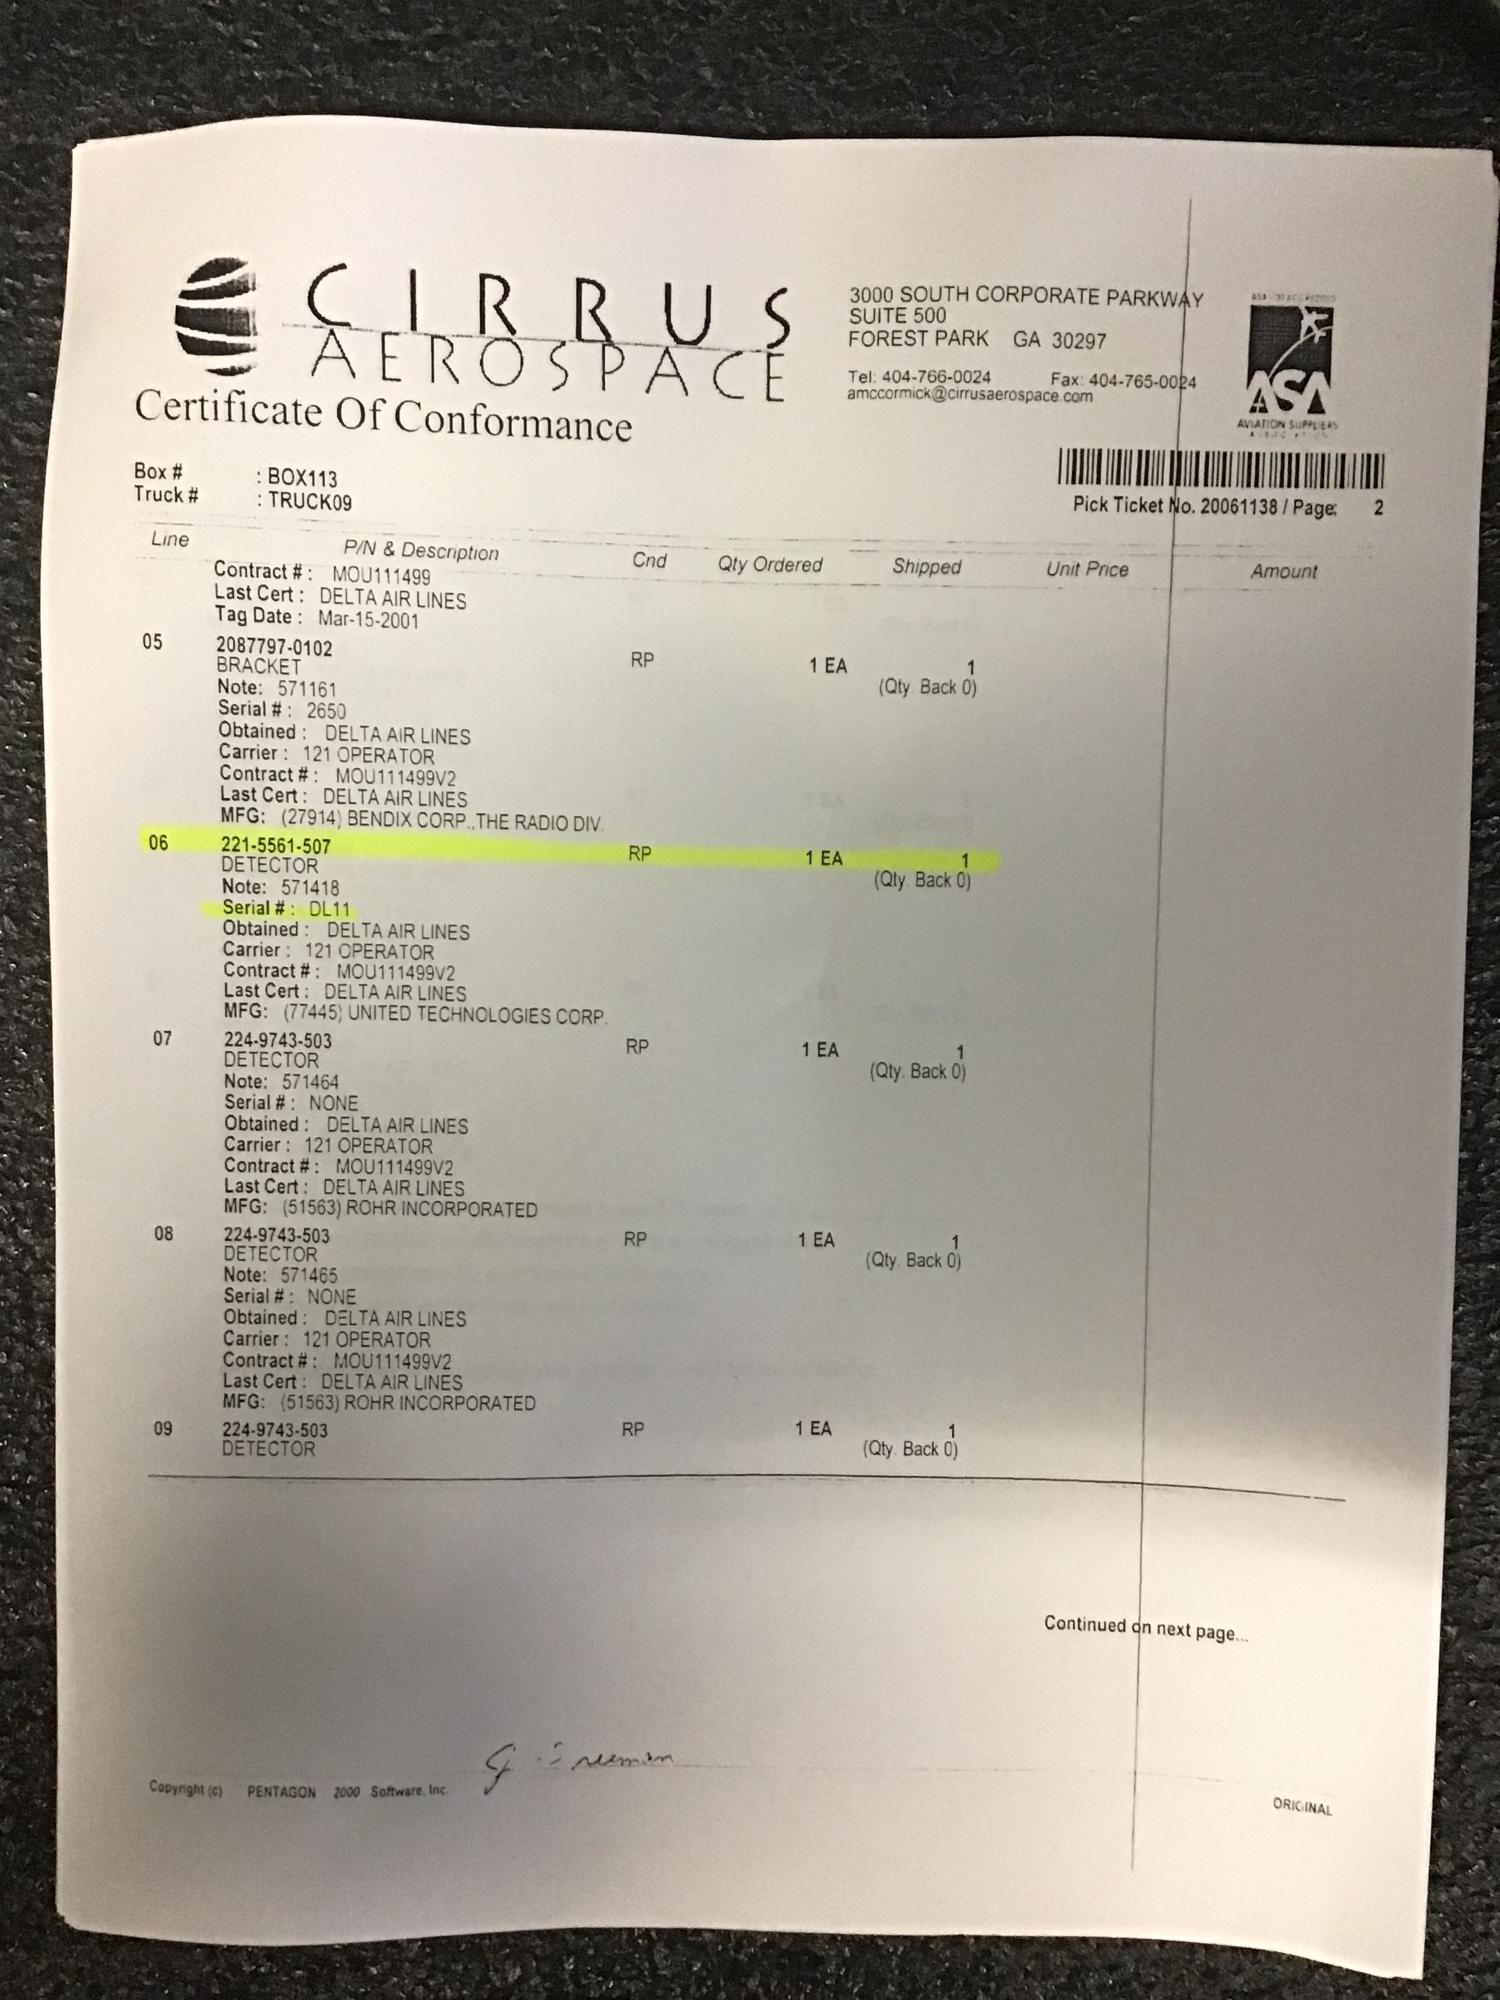 CIRRUS
AEROSPACE
Certificate Of Conformance
3000 SOUTH CORPORATE PARKWAY
SUITE 500
FOREST PARK GA 30297
Tel: 404-766-0024 Fax: 404-765-0024
amccormick@cirrusaerospace.com
ASA
AVIATION SUPPLIERS
Box # : BOX113
Truck # : TRUCK09
Pick Ticket No. 20061138 / Page: 2
Line P/N & Description Cnd Qty Ordered Shipped Unit Price Amount
Contract # : MOU111499
Last Cert : DELTA AIR LINES
Tag Date : Mar-15-2001
05 2087797-0102 RP 1 EA 1
BRACKET (Qty. Back 0)
Note: 571161
Serial # : 2650
Obtained : DELTA AIR LINES
Carrier : 121 OPERATOR
Contract # : MOU111499V2
Last Cert : DELTA AIR LINES
MFG: (27914) BENDIX CORP.,THE RADIO DIV.
06 221-5561-507 RP 1 EA 1
DETECTOR (Qty. Back 0)
Note: 571418
Serial # : DL11
Obtained : DELTA AIR LINES
Carrier : 121 OPERATOR
Contract # : MOU111499V2
Last Cert : DELTA AIR LINES
MFG: (77445) UNITED TECHNOLOGIES CORP.
07 224-9743-503 RP 1 EA 1
DETECTOR (Qty. Back 0)
Note: 571464
Serial # : NONE
Obtained : DELTA AIR LINES
Carrier : 121 OPERATOR
Contract # : MOU111499V2
Last Cert : DELTA AIR LINES
MFG: (51563) ROHR INCORPORATED
08 224-9743-503 RP 1 EA 1
DETECTOR (Qty. Back 0)
Note: 571465
Serial # : NONE
Obtained : DELTA AIR LINES
Carrier : 121 OPERATOR
Contract # : MOU111499V2
Last Cert : DELTA AIR LINES
MFG: (51563) ROHR INCORPORATED
09 224-9743-503 RP 1 EA 1
DETECTOR (Qty. Back 0)
Continued on next page...
Copyright (c) PENTAGON 2000 Software, Inc.
ORIGINAL